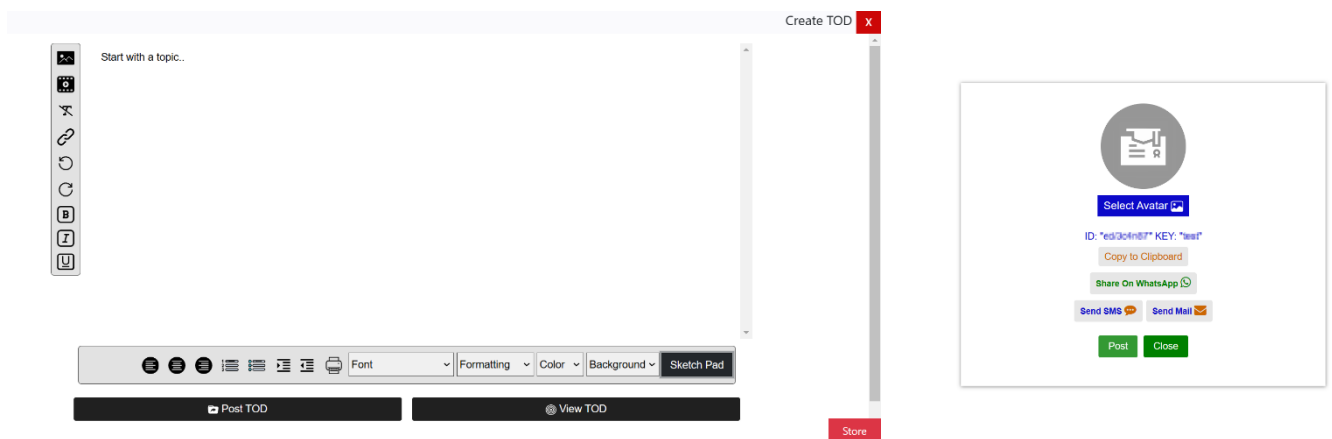 Create TOD X
Start with a topic..
B
I
U
Font Formatting Color Background Sketch Pad
Post TOD View TOD
Store
Select Avatar
ID: " " KEY: " "
Copy to Clipboard
Share On WhatsApp
Send SMS Send Mail
Post Close